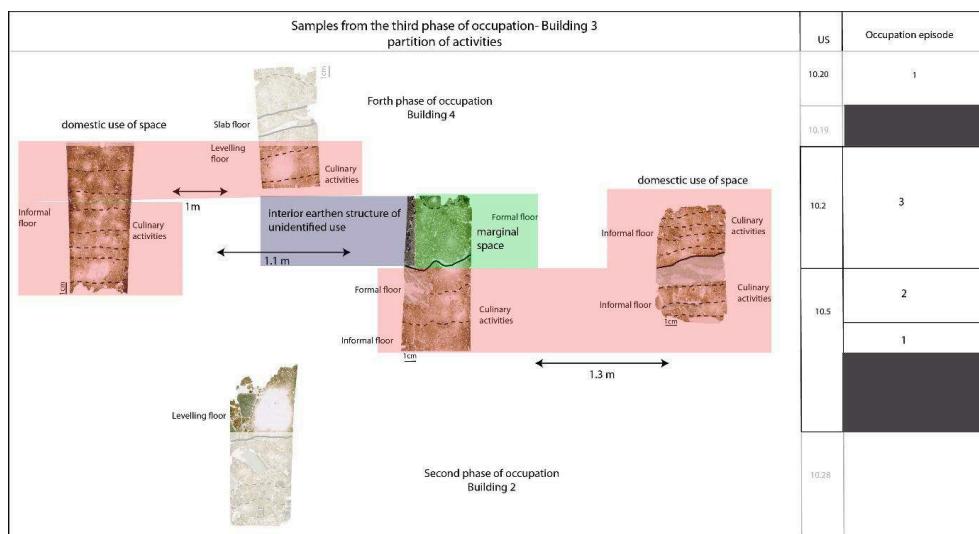 Samples from the third phase of occupation- Building 3
partition of activities
US
Occupation episode
10.20
1
1cm
Forth phase of occupation
Building 4
10.19
domestic use of space
Slab floor
Levelling
floor
Culinary
activities
domesctic use of space
1m
10.2
3
Informal
floor
Culinary
activities
interior earthen structure of
unidentified use
Formal floor
marginal
space
Informal floor
Culinary
activities
1.1 m
1cm
Formal floor
Culinary
activities
Informal floor
Culinary
activities
10.5
2
1cm
Informal floor
1
1cm
1.3 m
Levelling floor
Second phase of occupation
Building 2
10.28